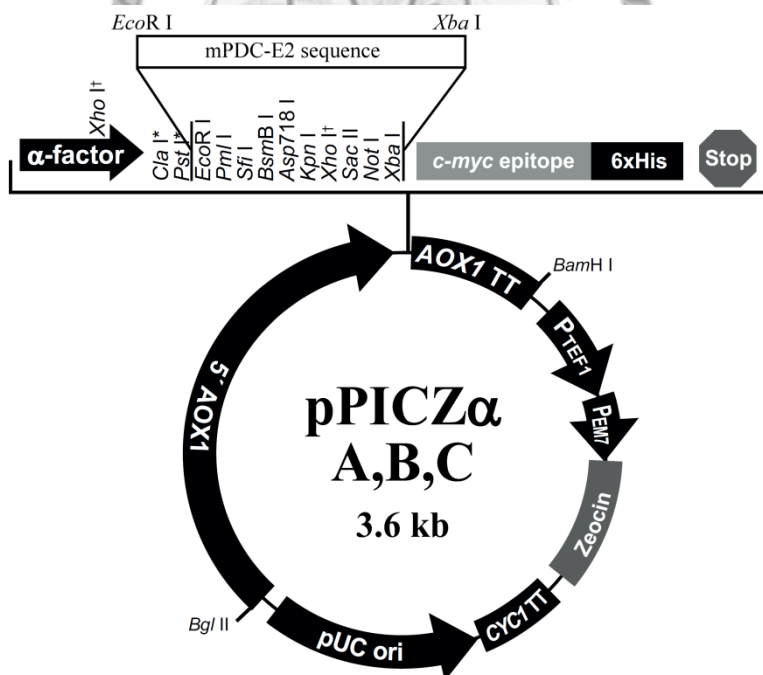 EcoR I
Xba I
mPDC-E2 sequence
α-factor
Xho I†
Cla I*
Pst I*
EcoR I
Pml I
Sfi I
BsmB I
Asp718 I
Kpn I
Xho I†
Sac II
Not I
Xba I
c-myc epitope
6xHis
Stop
AOX1 TT
BamH I
PTEF1
PEM7
Zeocin
CYC1 TT
pUC ori
Bgl II
5´ AOX1
pPICZα
A,B,C
3.6 kb